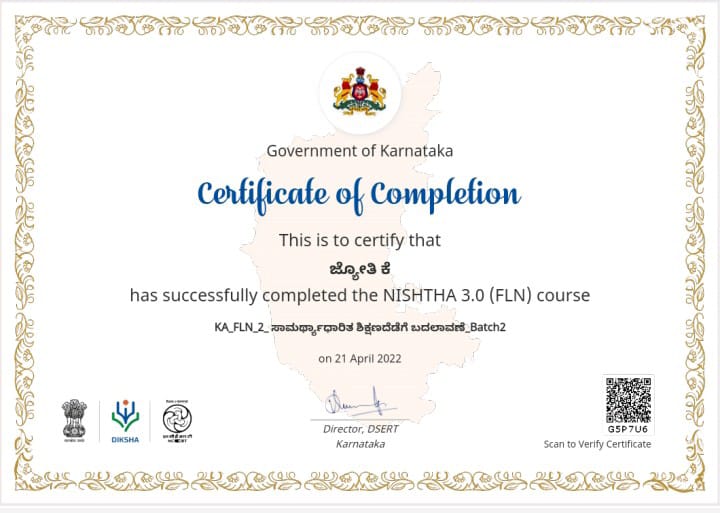 Government of Karnataka
Certificate of Completion
This is to certify that
ಜ್ಯೋತಿ ಕೆ
has successfully completed the NISHTHA 3.0 (FLN) course
KA_FLN_2_ ಸಾಮರ್ಥ್ಯಾಧಾರಿತ ಶಿಕ್ಷಣದೆಡೆಗೆ ಬದಲಾವಣೆ_Batch2
on 21 April 2022
Director, DSERT
Karnataka
DIKSHA
NCERT
G5P7U6
Scan to Verify Certificate